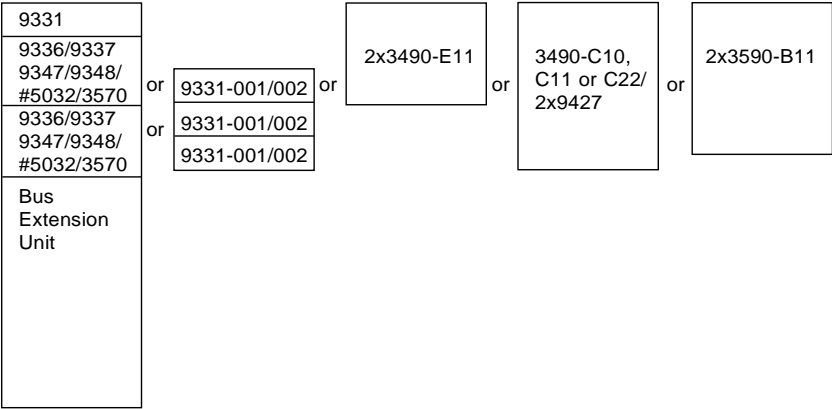 9331
9336/9337
9347/9348/
#5032/3570
9336/9337
9347/9348/
#5032/3570
Bus
Extension
Unit
or
or
9331-001/002
9331-001/002
9331-001/002
or
2x3490-E11
or
3490-C10,
C11 or C22/
2x9427
or
2x3590-B11